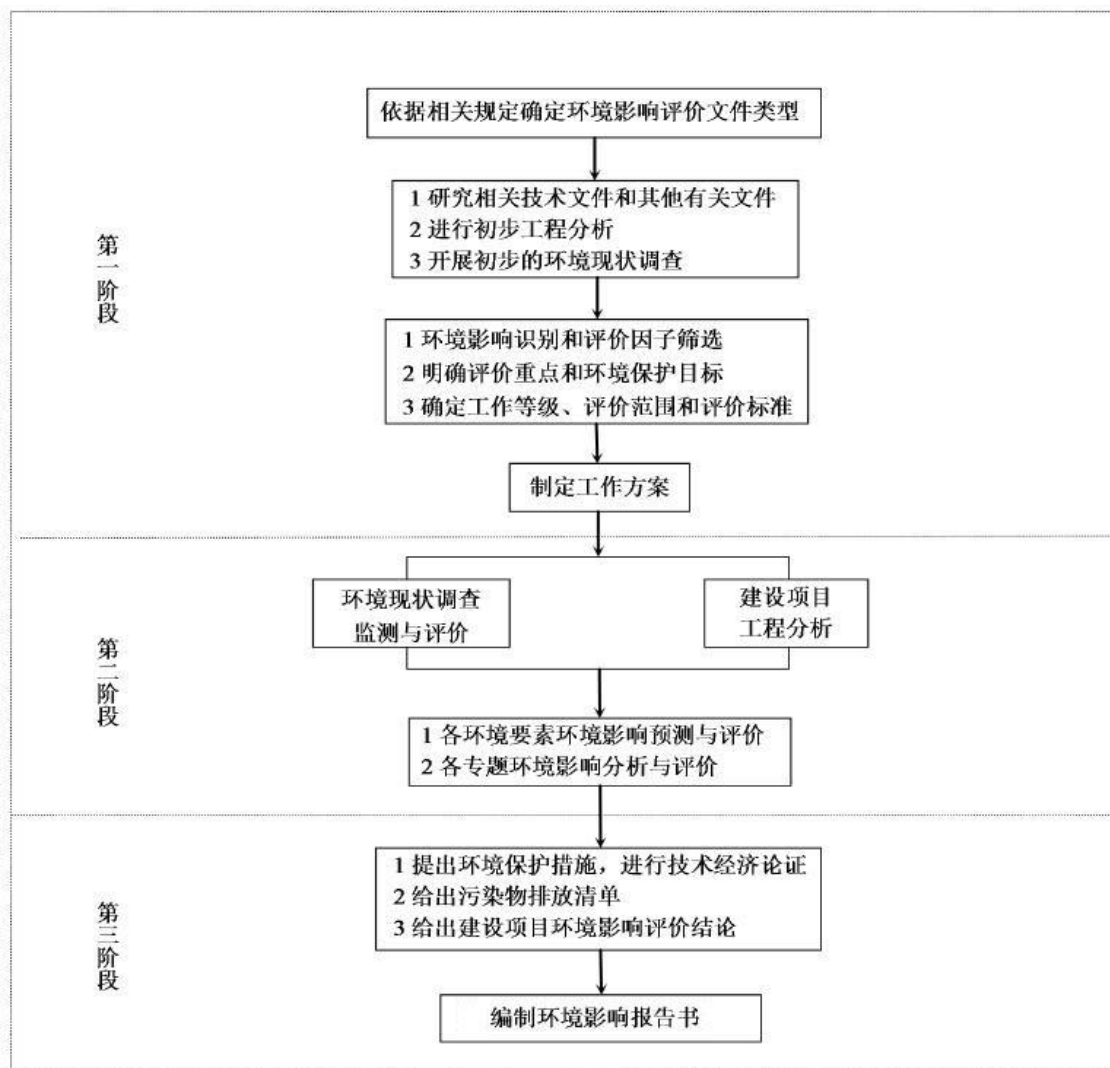 依据相关规定确定环境影响评价文件类型
第一阶段
1 研究相关技术文件和其他有关文件
2 进行初步工程分析
3 开展初步的环境现状调查
1 环境影响识别和评价因子筛选
2 明确评价重点和环境保护目标
3 确定工作等级、评价范围和评价标准
制定工作方案
第二阶段
环境现状调查
监测与评价
建设项目
工程分析
1 各环境要素环境影响预测与评价
2 各专题环境影响分析与评价
第三阶段
1 提出环境保护措施，进行技术经济论证
2 给出污染物排放清单
3 给出建设项目环境影响评价结论
编制环境影响报告书